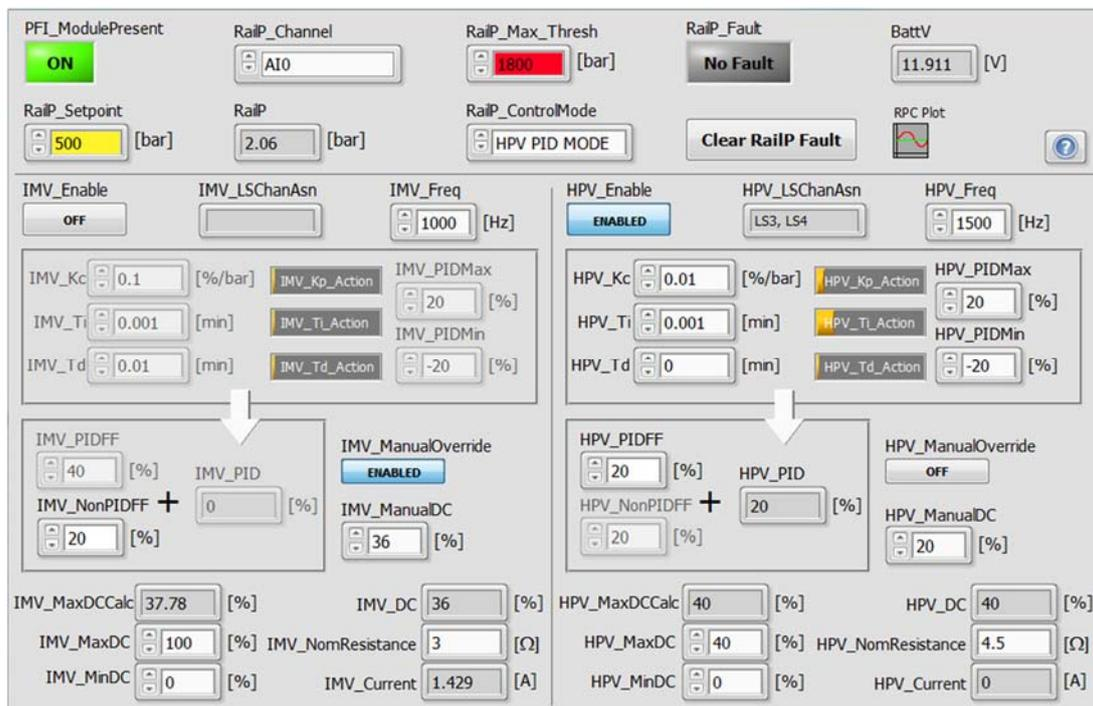 PFI_ModulePresent RailP_Channel RailP_Max_Thresh RailP_Fault BattV
ON AI0 1800 [bar] No Fault 11.911 [V]
RailP_Setpoint RailP RailP_ControlMode RPC Plot
500 [bar] 2.06 [bar] HPV PID MODE Clear RailP Fault ?
IMV_Enable IMV_LSChanAsn IMV_Freq
OFF 1000 [Hz]
IMV_Kc 0.1 [%/bar] IMV_Kp_Action IMV_PIDMax
20 [%]
IMV_Ti 0.001 [min] IMV_Ti_Action IMV_PIDMin
IMV_Td 0.01 [min] IMV_Td_Action -20 [%]
IMV_PIDFF
40 [%] IMV_PID
IMV_NonPIDFF + 0 [%]
20 [%]
IMV_ManualOverride
ENABLED
IMV_ManualDC
36 [%]
IMV_MaxDCCalc 37.78 [%] IMV_DC 36 [%]
IMV_MaxDC 100 [%] IMV_NomResistance 3 [Ω]
IMV_MinDC 0 [%] IMV_Current 1.429 [A]
HPV_Enable HPV_LSChanAsn HPV_Freq
ENABLED LS3, LS4 1500 [Hz]
HPV_Kc 0.01 [%/bar] HPV_Kp_Action HPV_PIDMax
20 [%]
HPV_Ti 0.001 [min] HPV_Ti_Action HPV_PIDMin
HPV_Td 0 [min] HPV_Td_Action -20 [%]
HPV_PIDFF
20 [%] HPV_PID
HPV_NonPIDFF + 20 [%]
20 [%]
HPV_ManualOverride
OFF
HPV_ManualDC
20 [%]
HPV_MaxDCCalc 40 [%] HPV_DC 40 [%]
HPV_MaxDC 40 [%] HPV_NomResistance 4.5 [Ω]
HPV_MinDC 0 [%] HPV_Current 0 [A]